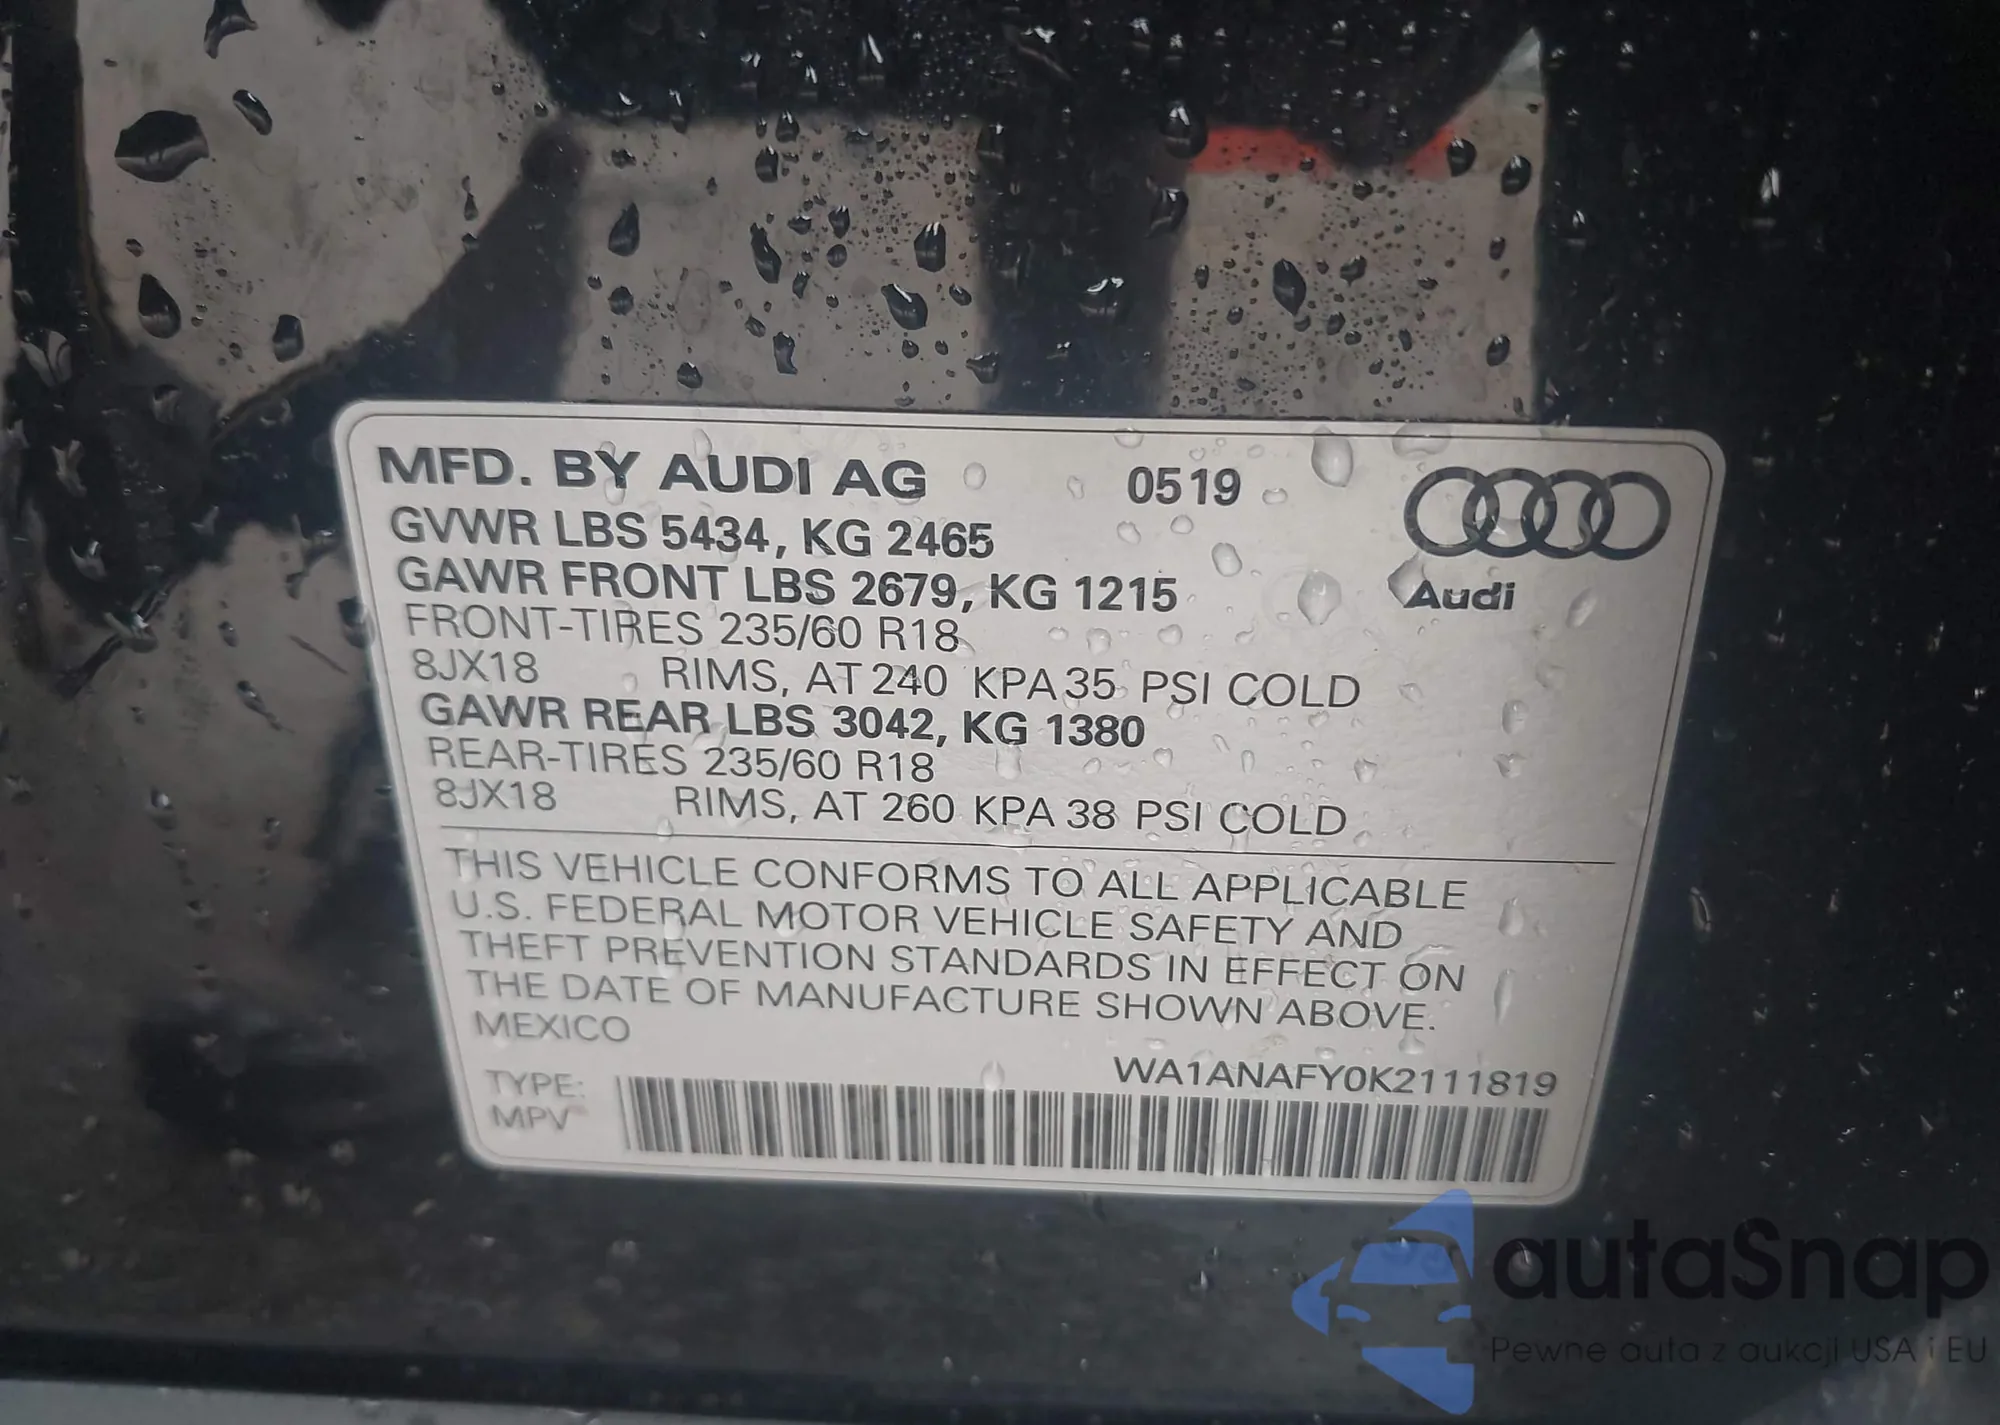 MFD. BY AUDI AG 0519
GVWR LBS 5434, KG 2465
GAWR FRONT LBS 2679, KG 1215
Audi
FRONT-TIRES 235/60 R18
8JX18 RIMS, AT 240 KPA 35 PSI COLD
GAWR REAR LBS 3042, KG 1380
REAR-TIRES 235/60 R18
8JX18 RIMS, AT 260 KPA 38 PSI COLD
THIS VEHICLE CONFORMS TO ALL APPLICABLE
U.S. FEDERAL MOTOR VEHICLE SAFETY AND
THEFT PREVENTION STANDARDS IN EFFECT ON
THE DATE OF MANUFACTURE SHOWN ABOVE.
MEXICO
WA1ANAFY0K2111819
TYPE:
MPV
autaSnap
Pewne auta z aukcji USA i EU